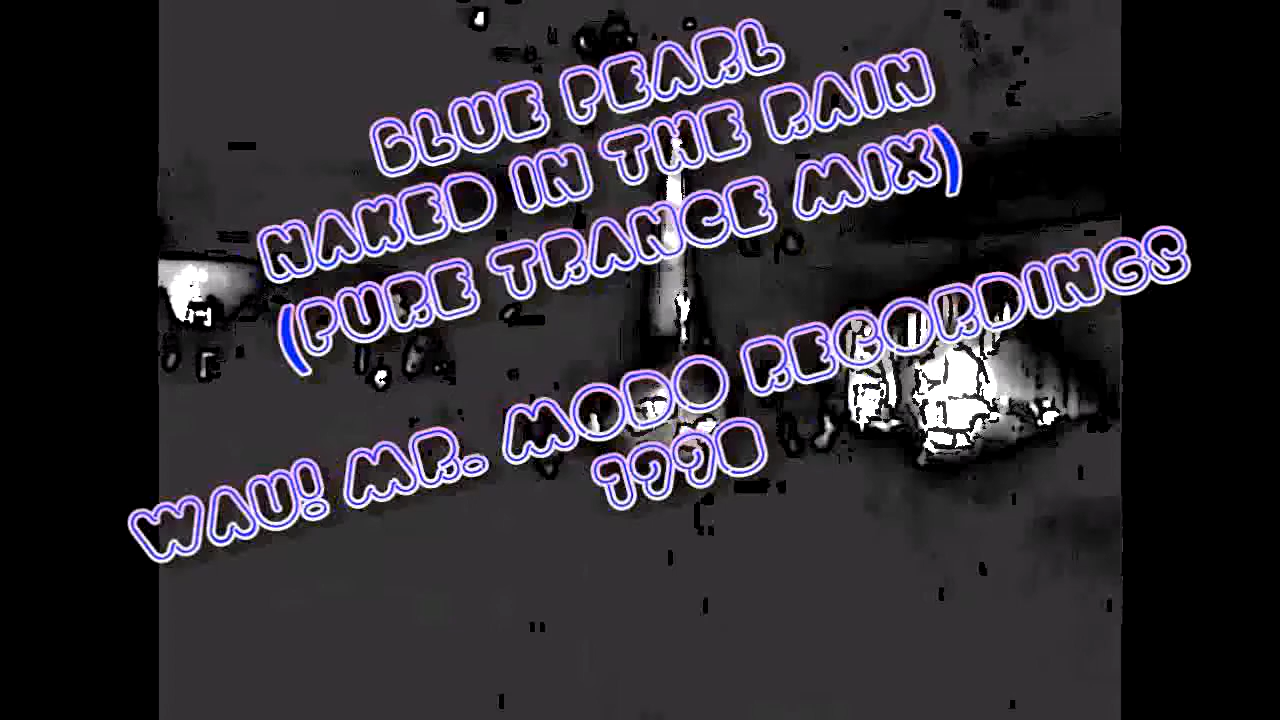 BLUE PEARL
NAKED IN THE RAIN
(PURE TRANCE MIX)
WAU! MR. MODO RECORDINGS
1990